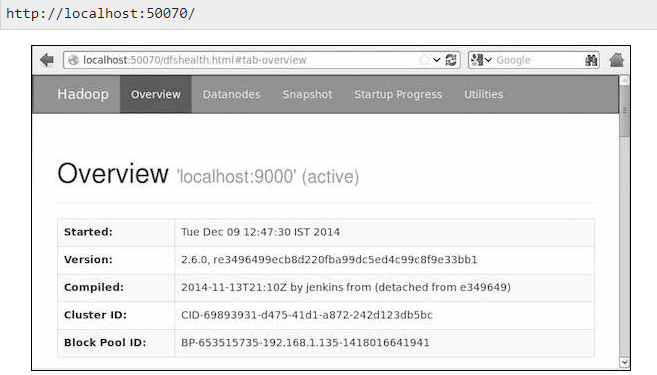 http://localhost:50070/
localhost:50070/dfshealth.html#tab-overview
Google
Hadoop Overview Datanodes Snapshot Startup Progress Utilities
Overview 'localhost:9000' (active)
Started: Tue Dec 09 12:47:30 IST 2014
Version: 2.6.0, re3496499ecb8d220fba99dc5ed4c99c8f9e33bb1
Compiled: 2014-11-13T21:10Z by jenkins from (detached from e349649)
Cluster ID: CID-69893931-d475-41d1-a872-242d123db5bc
Block Pool ID: BP-653515735-192.168.1.135-1418016641941